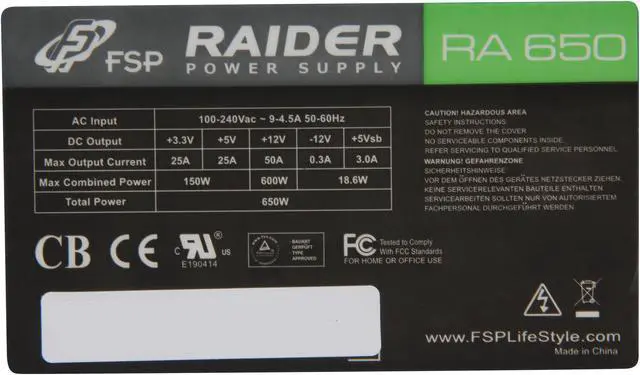 FSP
RAIDER
POWER SUPPLY
RA 650
AC Input 100-240Vac ~ 9-4.5A 50-60Hz
DC Output +3.3V +5V +12V -12V +5Vsb
Max Output Current 25A 25A 50A 0.3A 3.0A
Max Combined Power 150W 600W 18.6W
Total Power 650W
CAUTION! HAZARDOUS AREA
SAFETY INSTRUCTIONS
DO NOT REMOVE THE COVER
NO SERVICEABLE COMPONENTS INSIDE.
REFER SERVICING TO QUALIFIED SERVICE PERSONNEL
WARNUNG! GEFAHRENZONE
SICHERHEITSHINWEISE
VOR DEM ÖFFNEN DES GERÄTES NETZSTECKER ZIEHEN.
KEINE SERVICERELEVANTEN BAUTEILE ENTHALTEN
SERVICEARBEITEN SOLLTEN NUR VON AUTORISIERTEM
FACHPERSONAL DURCHGEFÜHRT WERDEN
CB
CE
C US
E190414
BAUART
GEPRÜFT
TYPE
APPROVED
FC Tested to Comply
With FCC Standards
FOR HOME OR OFFICE USE
www.FSPLifeStyle.com